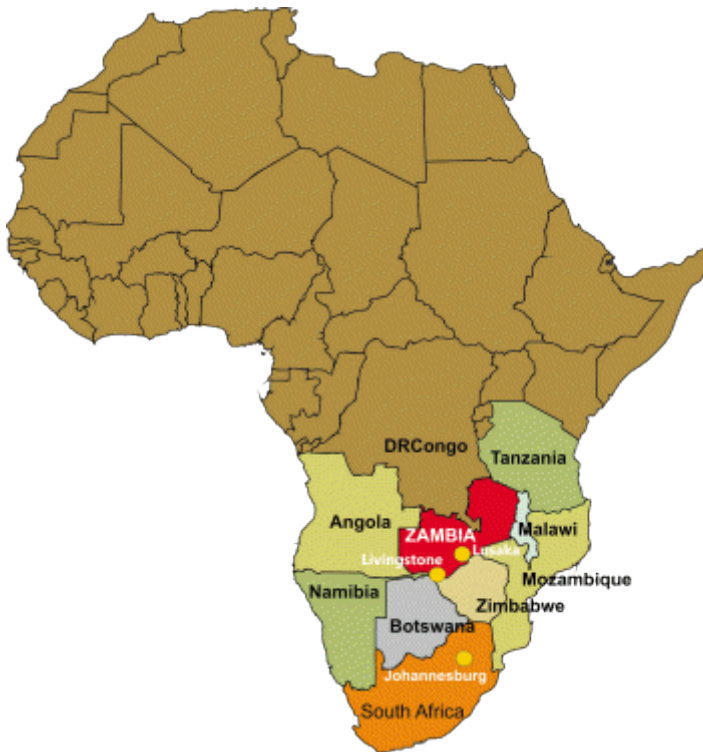 DRCongo
Tanzania
Angola
ZAMBIA
Malawi
Lusaka
Livingstone
Mozambique
Namibia
Zimbabwe
Botswana
Johannesburg
South Africa